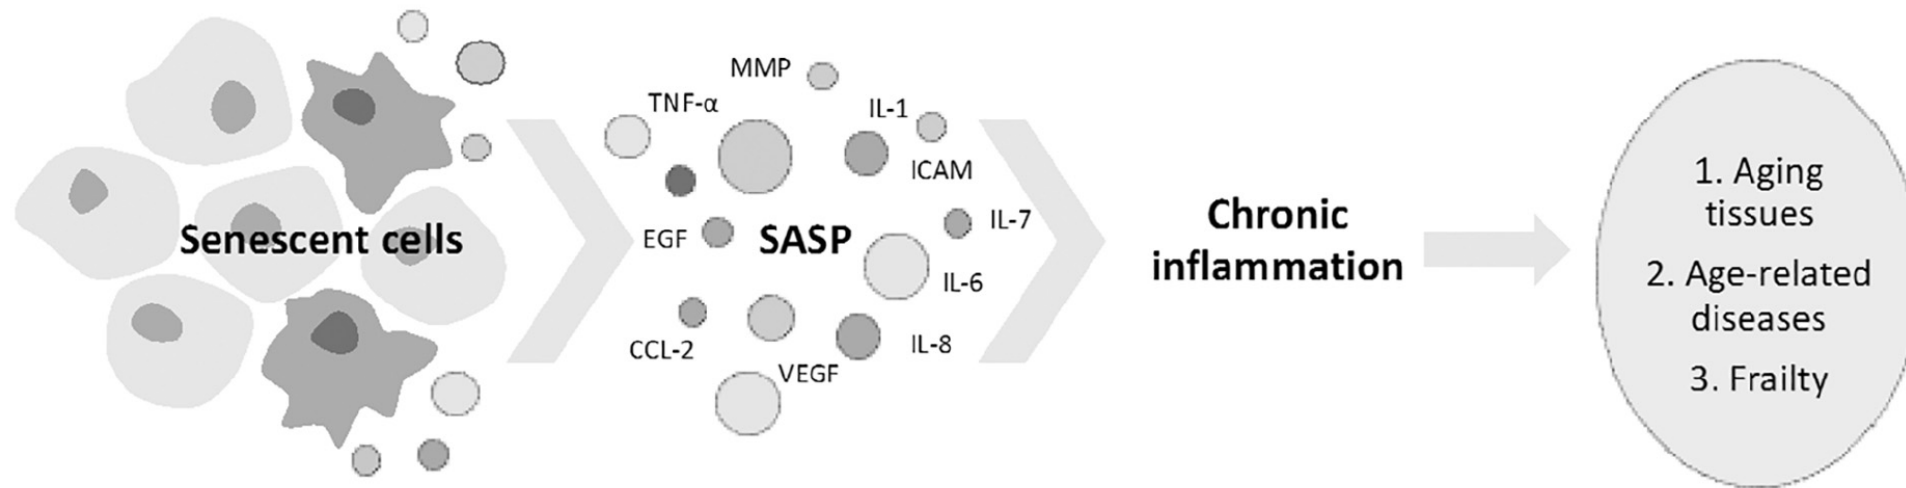 Senescent cells
MMP
TNF-α
IL-1
ICAM
EGF
SASP
IL-7
IL-6
CCL-2
VEGF
IL-8
Chronic
inflammation
1. Aging
tissues
2. Age-related
diseases
3. Frailty